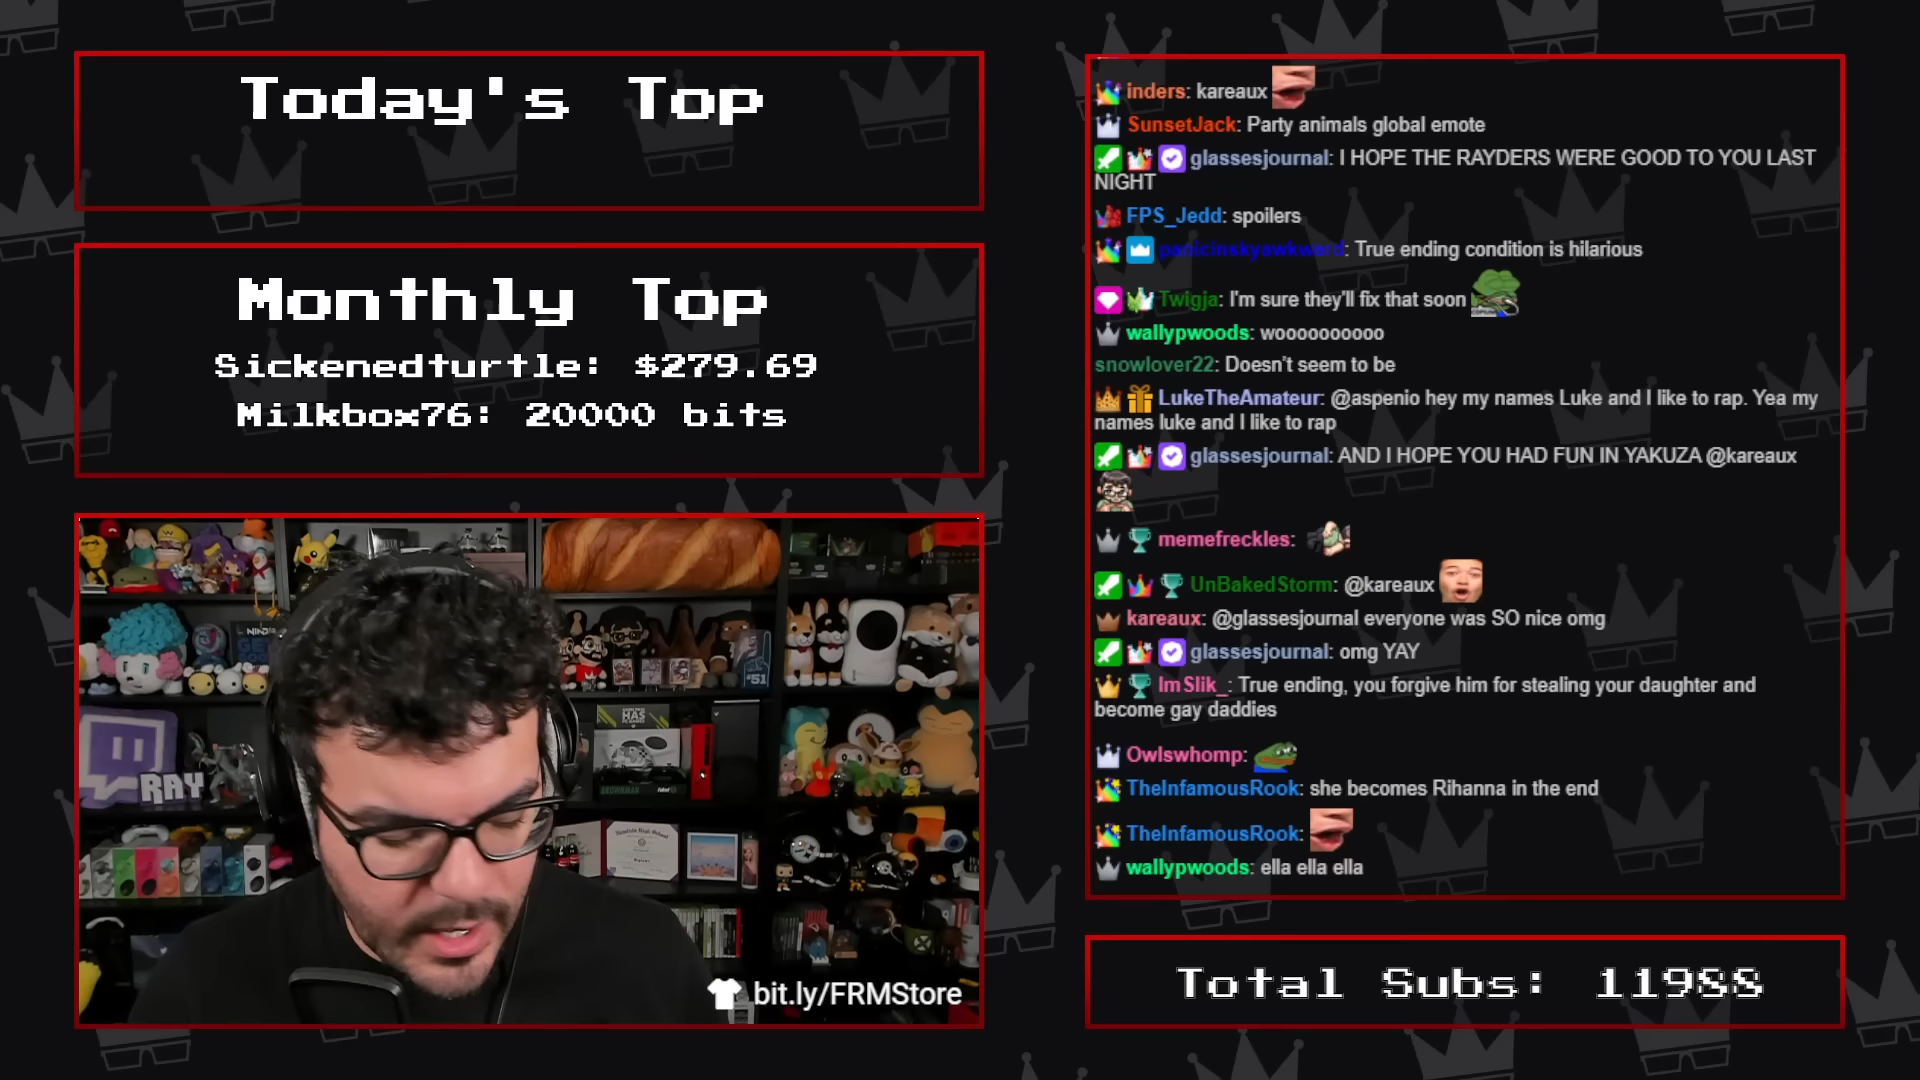 Today's Top
Monthly Top
Sickenedturtle: $279.69
Milkbox76: 20000 bits
RAY
#51
bit.ly/FRMStore
inders: kareaux
SunsetJack: Party animals global emote
glassesjournal: I HOPE THE RAYDERS WERE GOOD TO YOU LAST
NIGHT
FPS_Jedd: spoilers
panicinskyawkward: True ending condition is hilarious
Twigja: I'm sure they'll fix that soon
wallypwoods: woooooooooo
snowlover22: Doesn't seem to be
LukeTheAmateur: @aspenio hey my names Luke and I like to rap. Yea my
names luke and I like to rap
glassesjournal: AND I HOPE YOU HAD FUN IN YAKUZA @kareaux
memefreckles:
UnBakedStorm: @kareaux
kareaux: @glassesjournal everyone was SO nice omg
glassesjournal: omg YAY
ImSlik_: True ending, you forgive him for stealing your daughter and
become gay daddies
Owlswhomp:
TheInfamousRook: she becomes Rihanna in the end
TheInfamousRook:
wallypwoods: ella ella ella
Total Subs: 11988